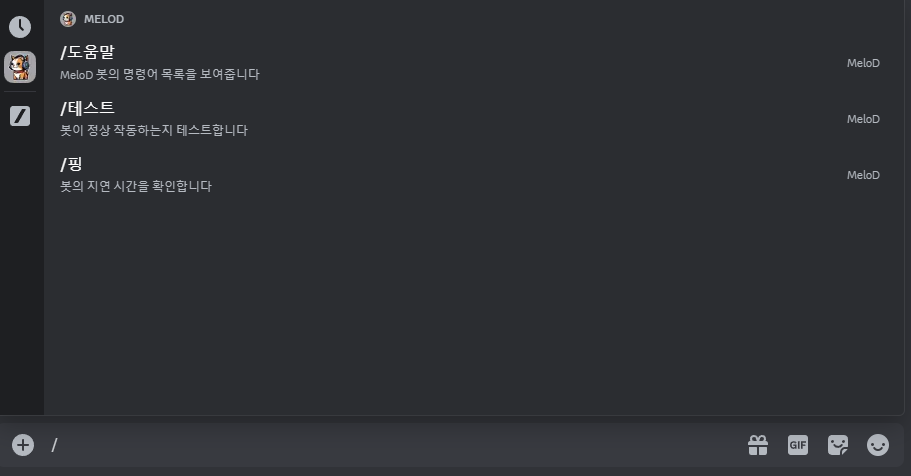 MELOD
/도움말
MeloD 봇의 명령어 목록을 보여줍니다
MeloD
/테스트
봇이 정상 작동하는지 테스트합니다
MeloD
/핑
봇의 지연 시간을 확인합니다
MeloD
/
GIF